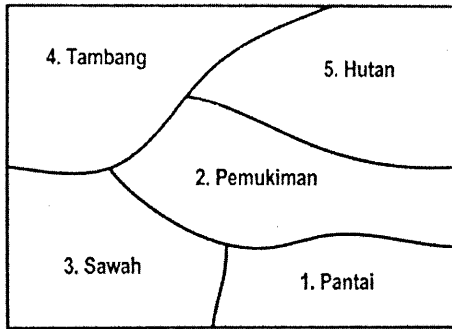 4. Tambang
5. Hutan
2. Pemukiman
3. Sawah
1. Pantai